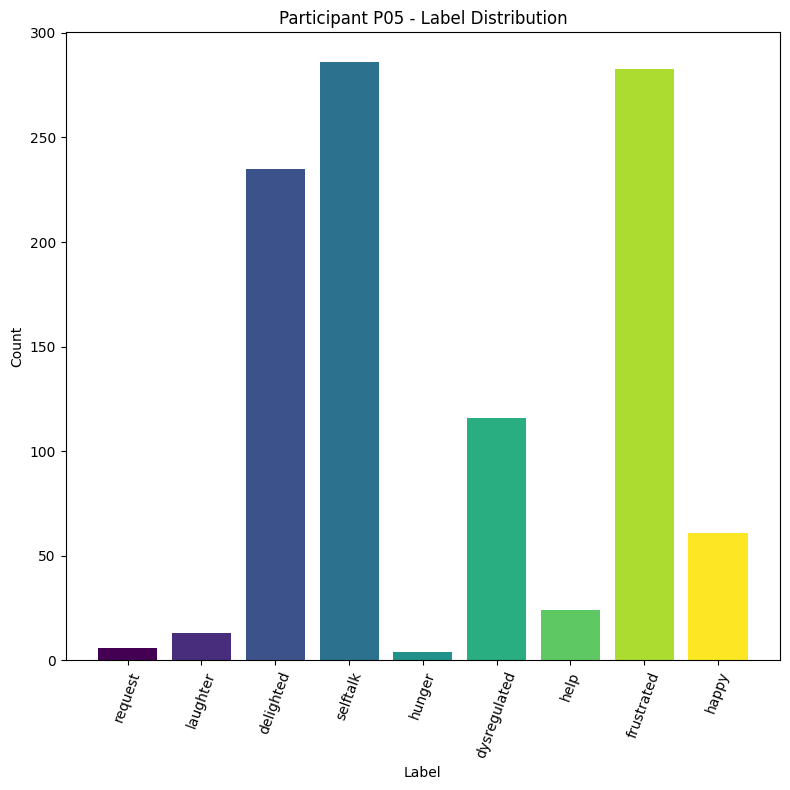 Participant P05 - Label Distribution
Count
300
250
200
150
100
50
0
request
laughter
delighted
selftalk
hunger
dysregulated
help
frustrated
happy
Label